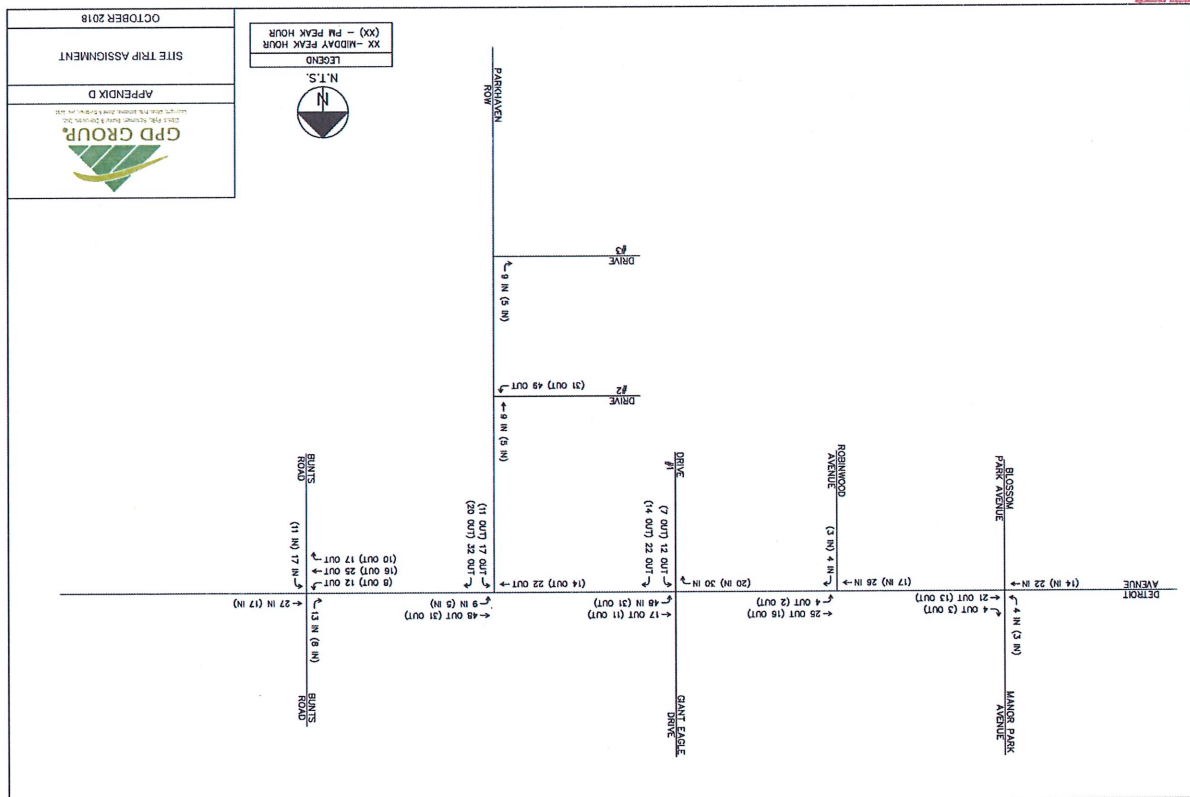 MANOR PARK
AVENUE
GIANT EAGLE
DRIVE
BUNTS
ROAD
4 IN (3 IN)
4 OUT (3 OUT)
21 OUT (13 OUT)
25 OUT (16 OUT)
4 OUT (2 OUT)
17 OUT (11 OUT)
48 IN (31 OUT)
48 OUT (31 OUT)
9 IN (5 IN)
13 IN (8 IN)
27 IN (17 IN)
DETROIT
AVENUE
(14 IN) 22 IN
(17 IN) 26 IN
(3 IN) 4 IN
(20 IN) 30 IN
(7 OUT) 12 OUT
(14 OUT) 22 OUT
(14 OUT) 22 OUT
(11 OUT) 17 OUT
(20 OUT) 32 OUT
(8 OUT) 12 OUT
(16 OUT) 25 OUT
(10 OUT) 17 OUT
(11 IN) 17 IN
BLOSSOM
PARK AVENUE
ROBINWOOD
AVENUE
DRIVE
#1
BUNTS
ROAD
9 IN (5 IN)
DRIVE
#2
(31 OUT) 49 OUT
9 IN (5 IN)
DRIVE
#3
PARKHAVEN
ROW
N
N.T.S.
LEGEND
XX -MIDDAY PEAK HOUR
(XX) - PM PEAK HOUR
GPD GROUP®
APPENDIX D
SITE TRIP ASSIGNMENT
OCTOBER 2018